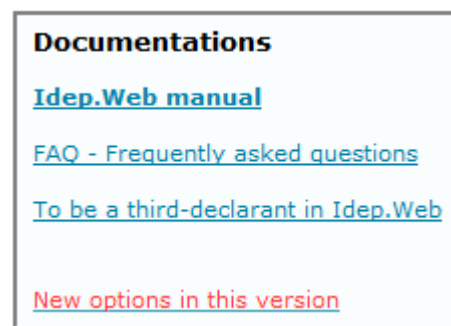 Documentations
Idep.Web manual
FAQ - Frequently asked questions
To be a third-declarant in Idep.Web
New options in this version